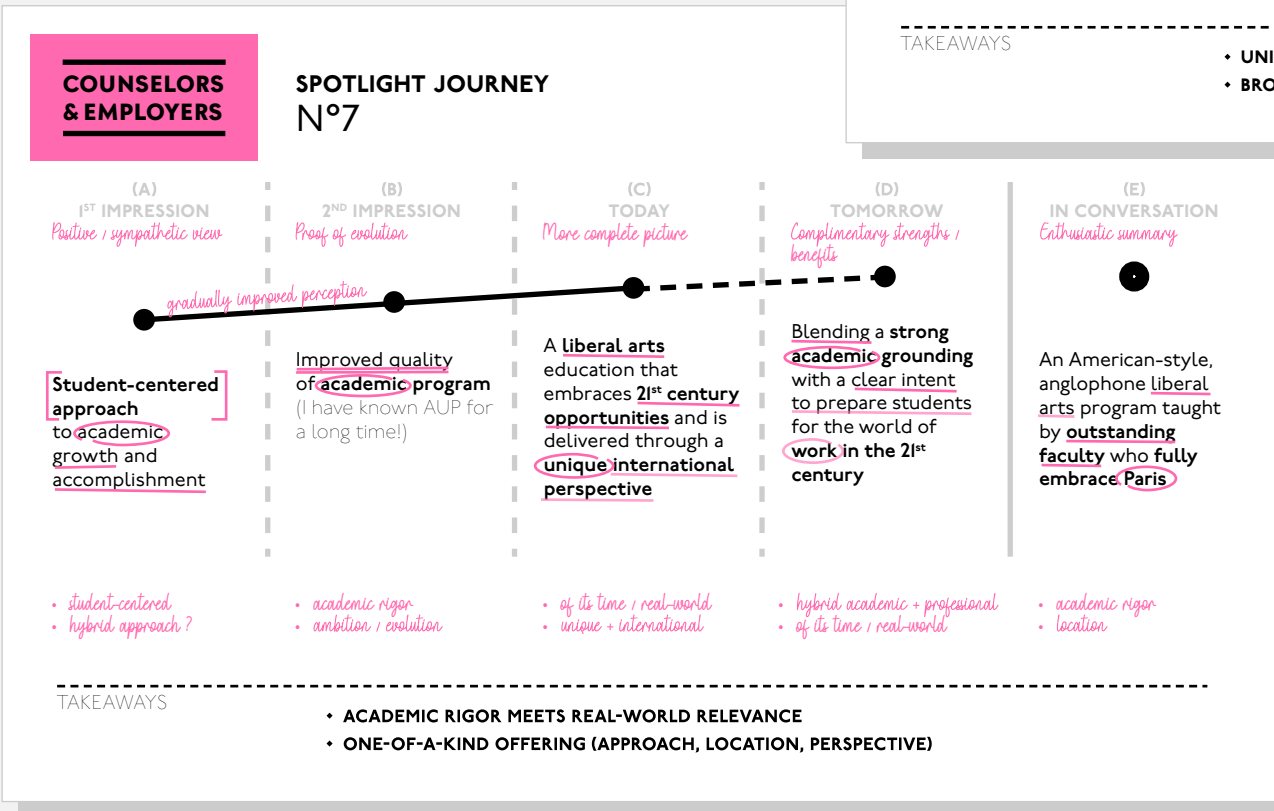 TAKEAWAYS
UNI
BRO
COUNSELORS
& EMPLOYERS
SPOTLIGHT JOURNEY
N°7
(A)
1ST IMPRESSION
Positive / sympathetic view
(B)
2ND IMPRESSION
Proof of evolution
(C)
TODAY
More complete picture
(D)
TOMORROW
Complimentary strengths /
benefits
(E)
IN CONVERSATION
Enthusiastic summary
gradually improved perception
Student-centered
approach
to academic
growth and
accomplishment
Improved quality
of academic program
(I have known AUP for
a long time!)
A liberal arts
education that
embraces 21st century
opportunities and is
delivered through a
unique international
perspective
Blending a strong
academic grounding
with a clear intent
to prepare students
for the world of
work in the 21st
century
An American-style,
anglophone liberal
arts program taught
by outstanding
faculty who fully
embrace Paris
• student-centered
• hybrid approach ?
• academic rigor
• ambition / evolution
• of its time / real-world
• unique + international
• hybrid academic + professional
• of its time / real-world
• academic rigor
• location
TAKEAWAYS
• ACADEMIC RIGOR MEETS REAL-WORLD RELEVANCE
• ONE-OF-A-KIND OFFERING (APPROACH, LOCATION, PERSPECTIVE)